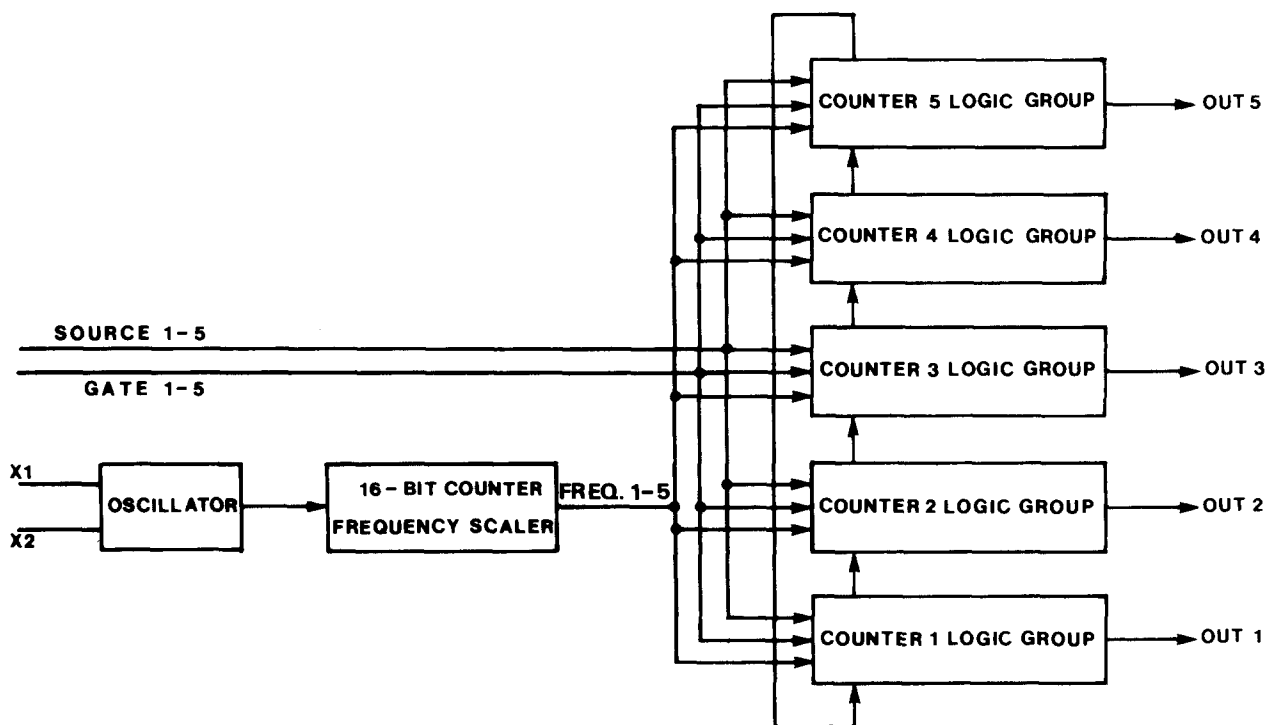 COUNTER 5 LOGIC GROUP
OUT 5
COUNTER 4 LOGIC GROUP
OUT 4
SOURCE 1-5
GATE 1-5
COUNTER 3 LOGIC GROUP
OUT 3
X1
X2
OSCILLATOR
16-BIT COUNTER
FREQUENCY SCALER
FREQ. 1-5
COUNTER 2 LOGIC GROUP
OUT 2
COUNTER 1 LOGIC GROUP
OUT 1